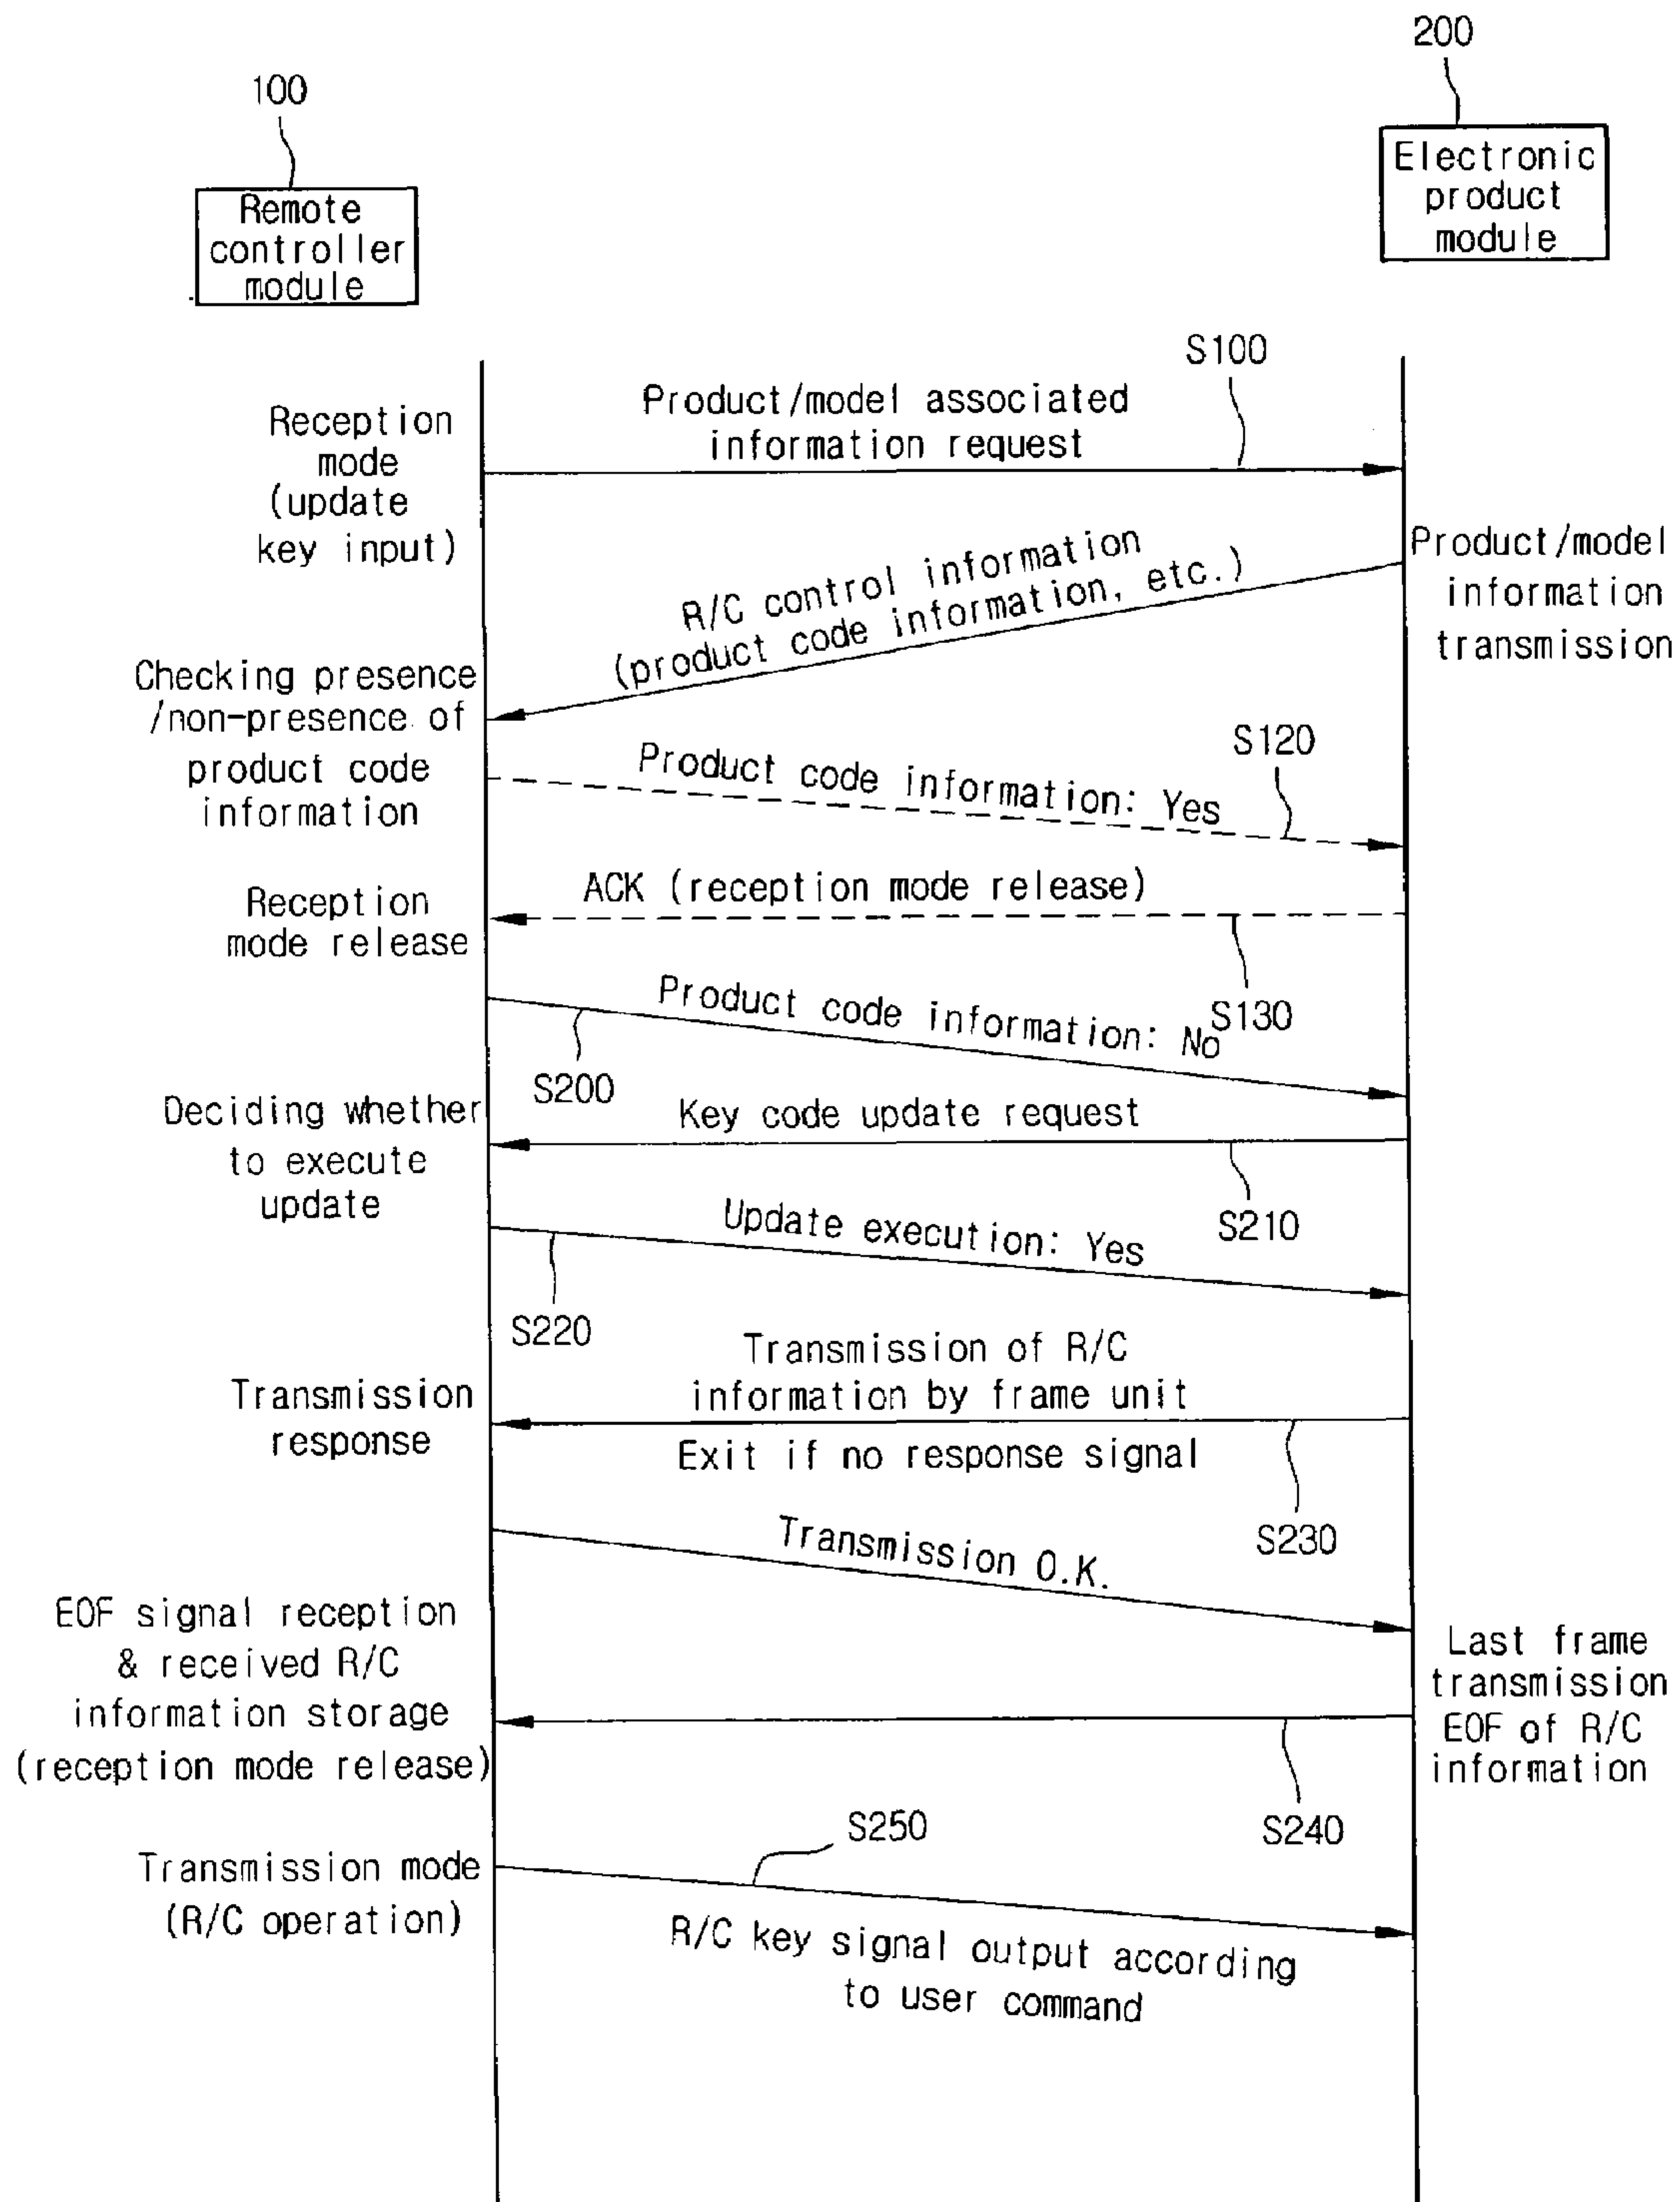 200
100
Electronic
product
module
Remote
controller
module
S100
Product/model associated
information request
Reception
mode
(update
key input)
R/C control information
(product code information, etc.)
Product/model
information
transmission
Checking presence
/non-presence of
product code
information
S120
Product code information: Yes
ACK (reception mode release)
Reception
mode release
S130
Product code information: No
S200
Deciding whether
to execute
update
Key code update request
S210
Update execution: Yes
S220
Transmission of R/C
information by frame unit
Transmission
response
Exit if no response signal
S230
Transmission O.K.
EOF signal reception
& received R/C
information storage
(reception mode release)
Last frame
transmission
EOF of R/C
information
S240
S250
Transmission mode
(R/C operation)
R/C key signal output according
to user command